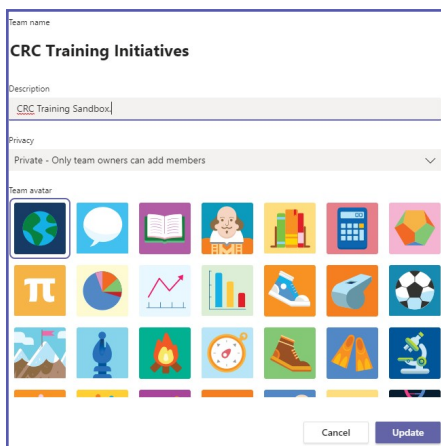 Team name
CRC Training Initiatives
Description
CRC Training Sandbox.
Privacy
Private - Only team owners can add members
Team avatar
π
Cancel
Update